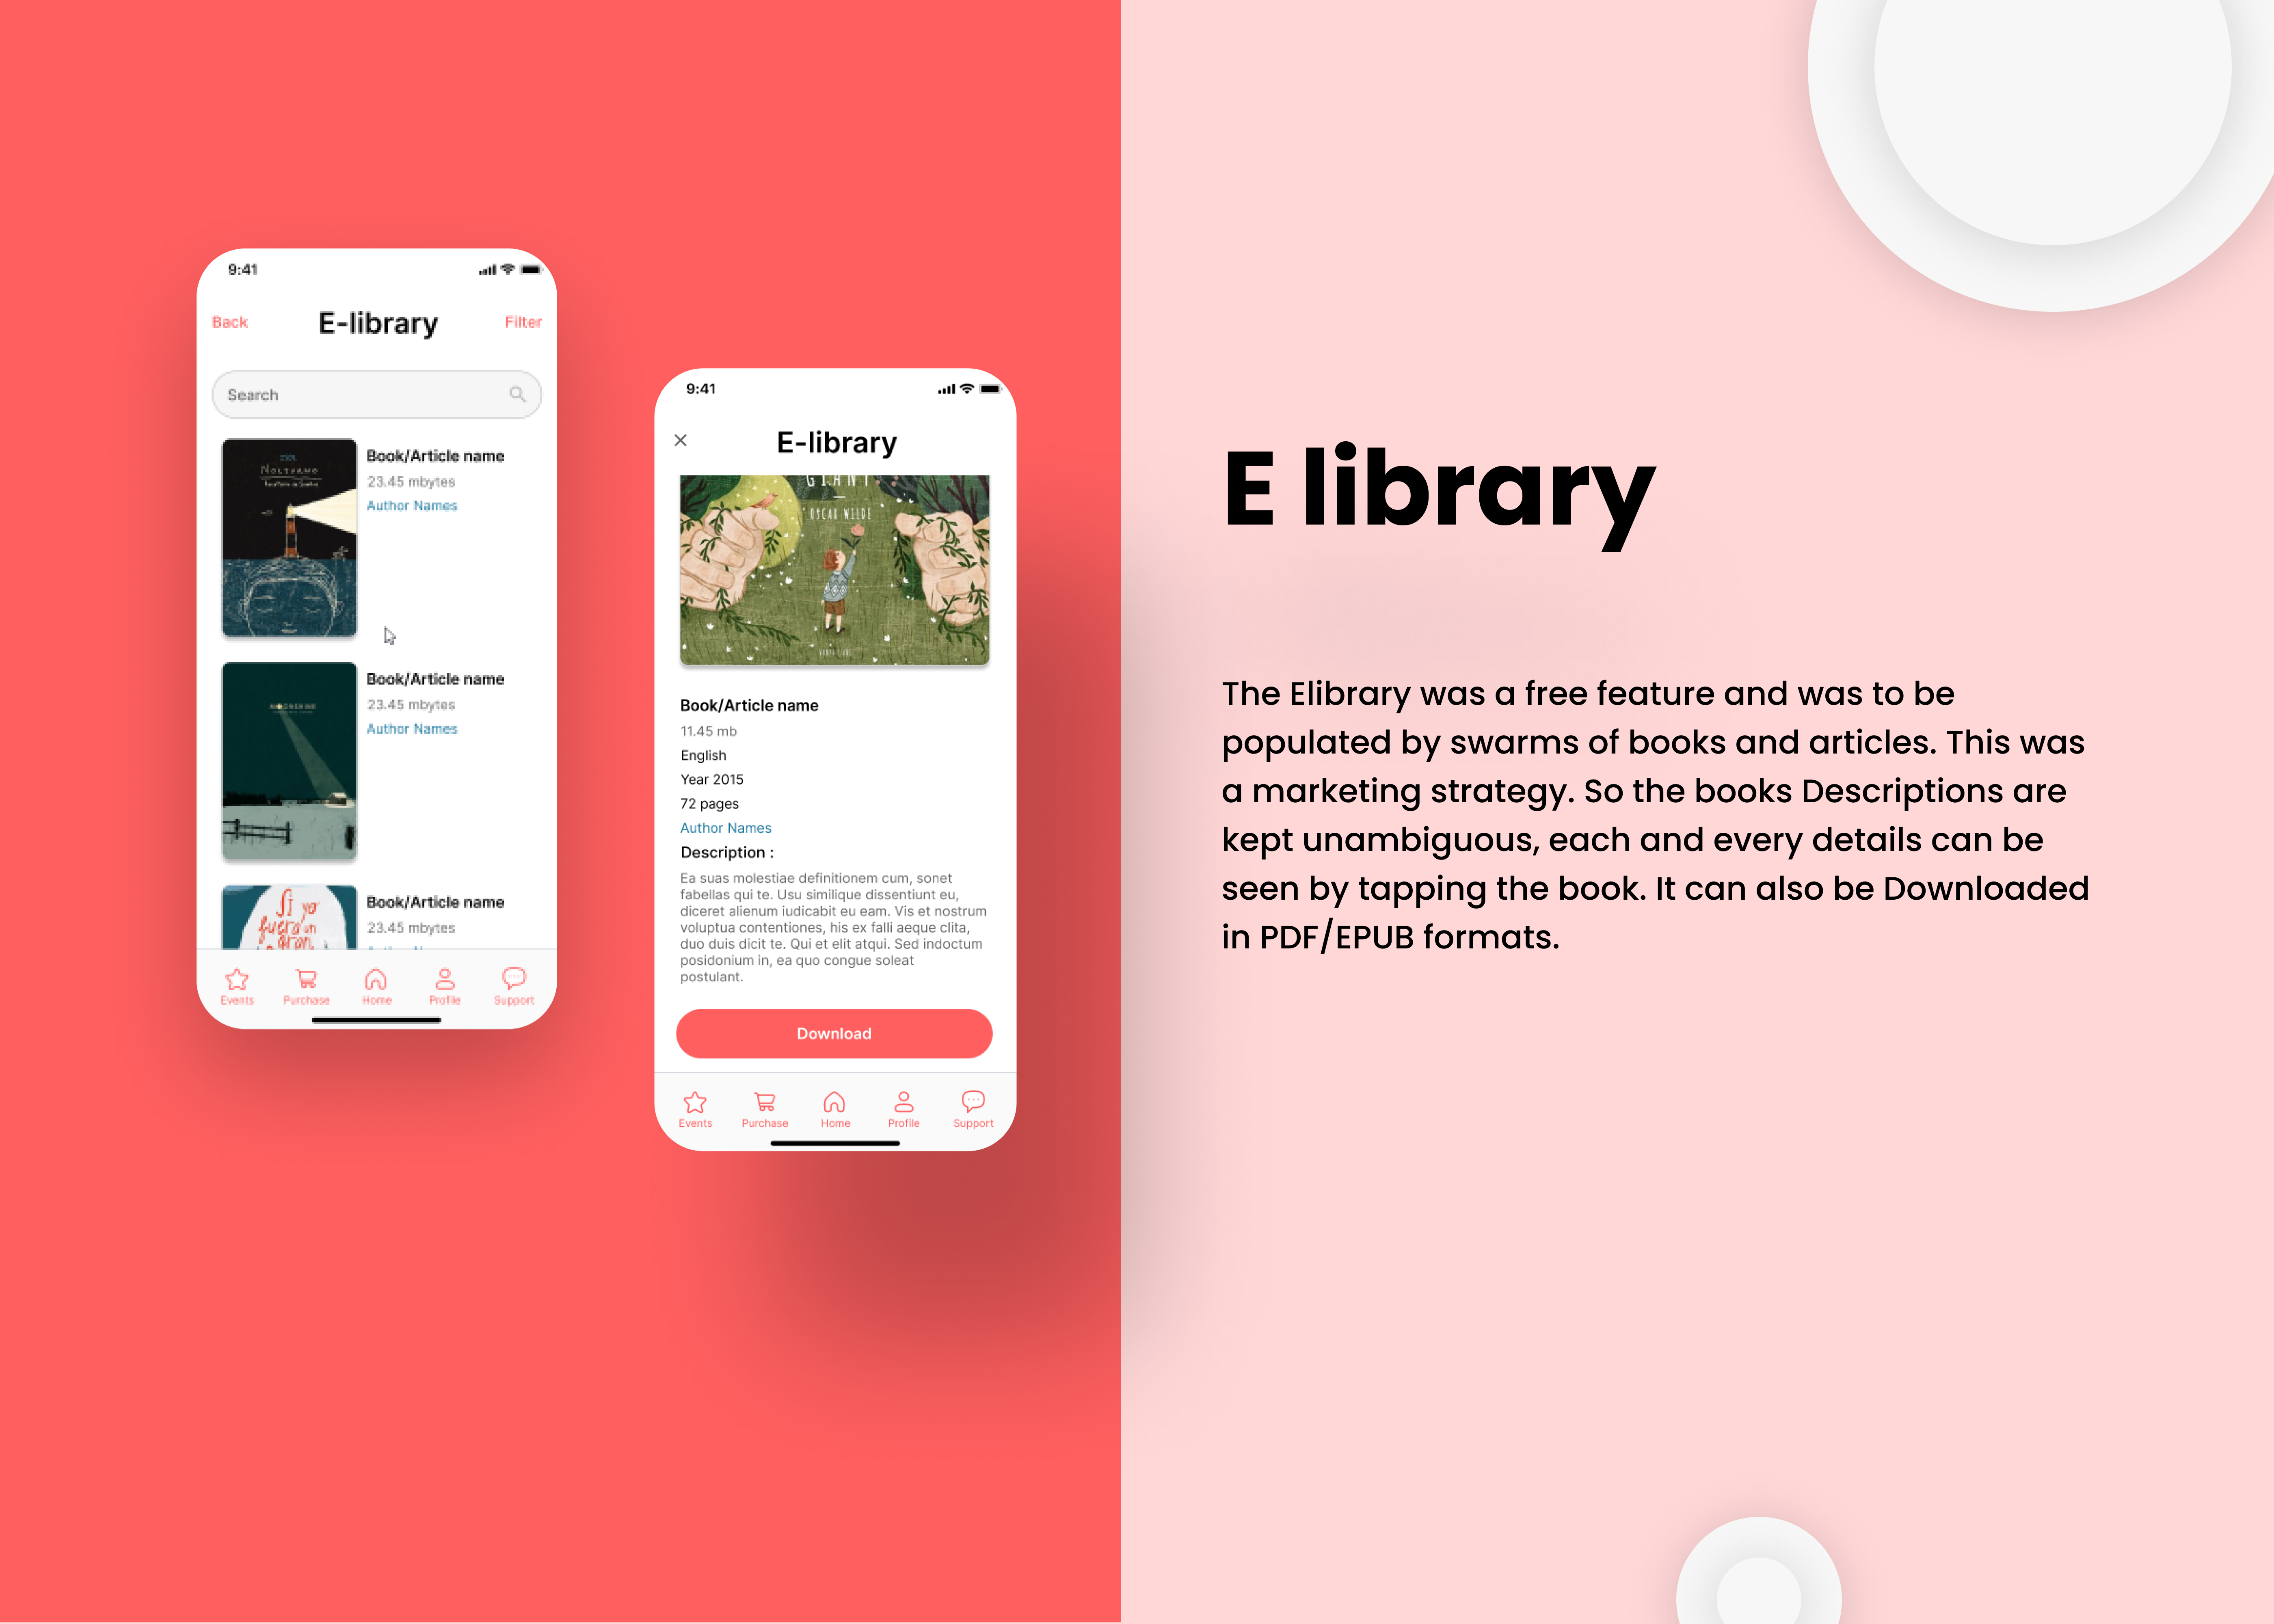 9:41
Back
E-library
Filter
Search
NOCTURNO
Book/Article name
23.45 mbytes
Author Names
MOONSHINE
Book/Article name
23.45 mbytes
Author Names
Si yo
fuera un
gran
Book/Article name
23.45 mbytes
Events
Purchase
Home
Profile
Support
9:41
E-library
GIANT
OSCAR WILDE
Book/Article name
11.45 mb
English
Year 2015
72 pages
Author Names
Description :
Ea suas molestiae definitionem cum, sonet
fabellas qui te. Usu similique dissentiunt eu,
diceret alienum iudicabit eu eam. Vis et nostrum
voluptua contentiones, his ex falli aeque clita,
duo duis dicit te. Qui et elit atqui. Sed indoctum
posidonium in, ea quo congue soleat
postulant.
Download
Events
Purchase
Home
Profile
Support
E library
The Elibrary was a free feature and was to be
populated by swarms of books and articles. This was
a marketing strategy. So the books Descriptions are
kept unambiguous, each and every details can be
seen by tapping the book. It can also be Downloaded
in PDF/EPUB formats.